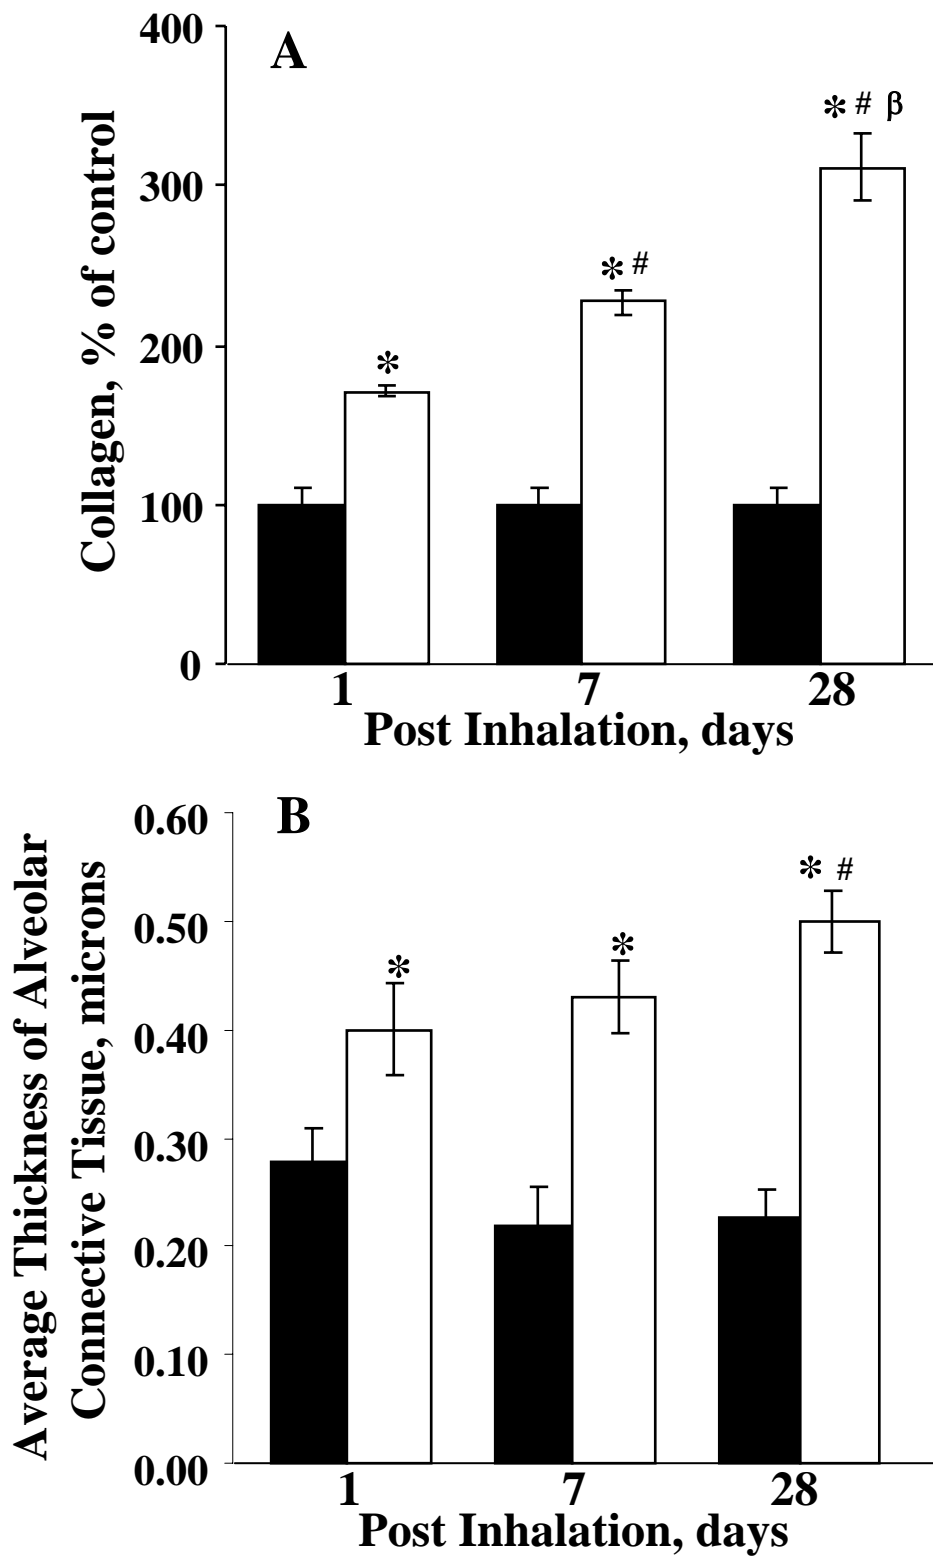 A
Collagen, % of control
400
300
200
100
0
* # β
* #
*
1 7 28
Post Inhalation, days
B
Average Thickness of Alveolar
Connective Tissue, microns
0.60
0.50
0.40
0.30
0.20
0.10
0.00
* #
*
*
1 7 28
Post Inhalation, days